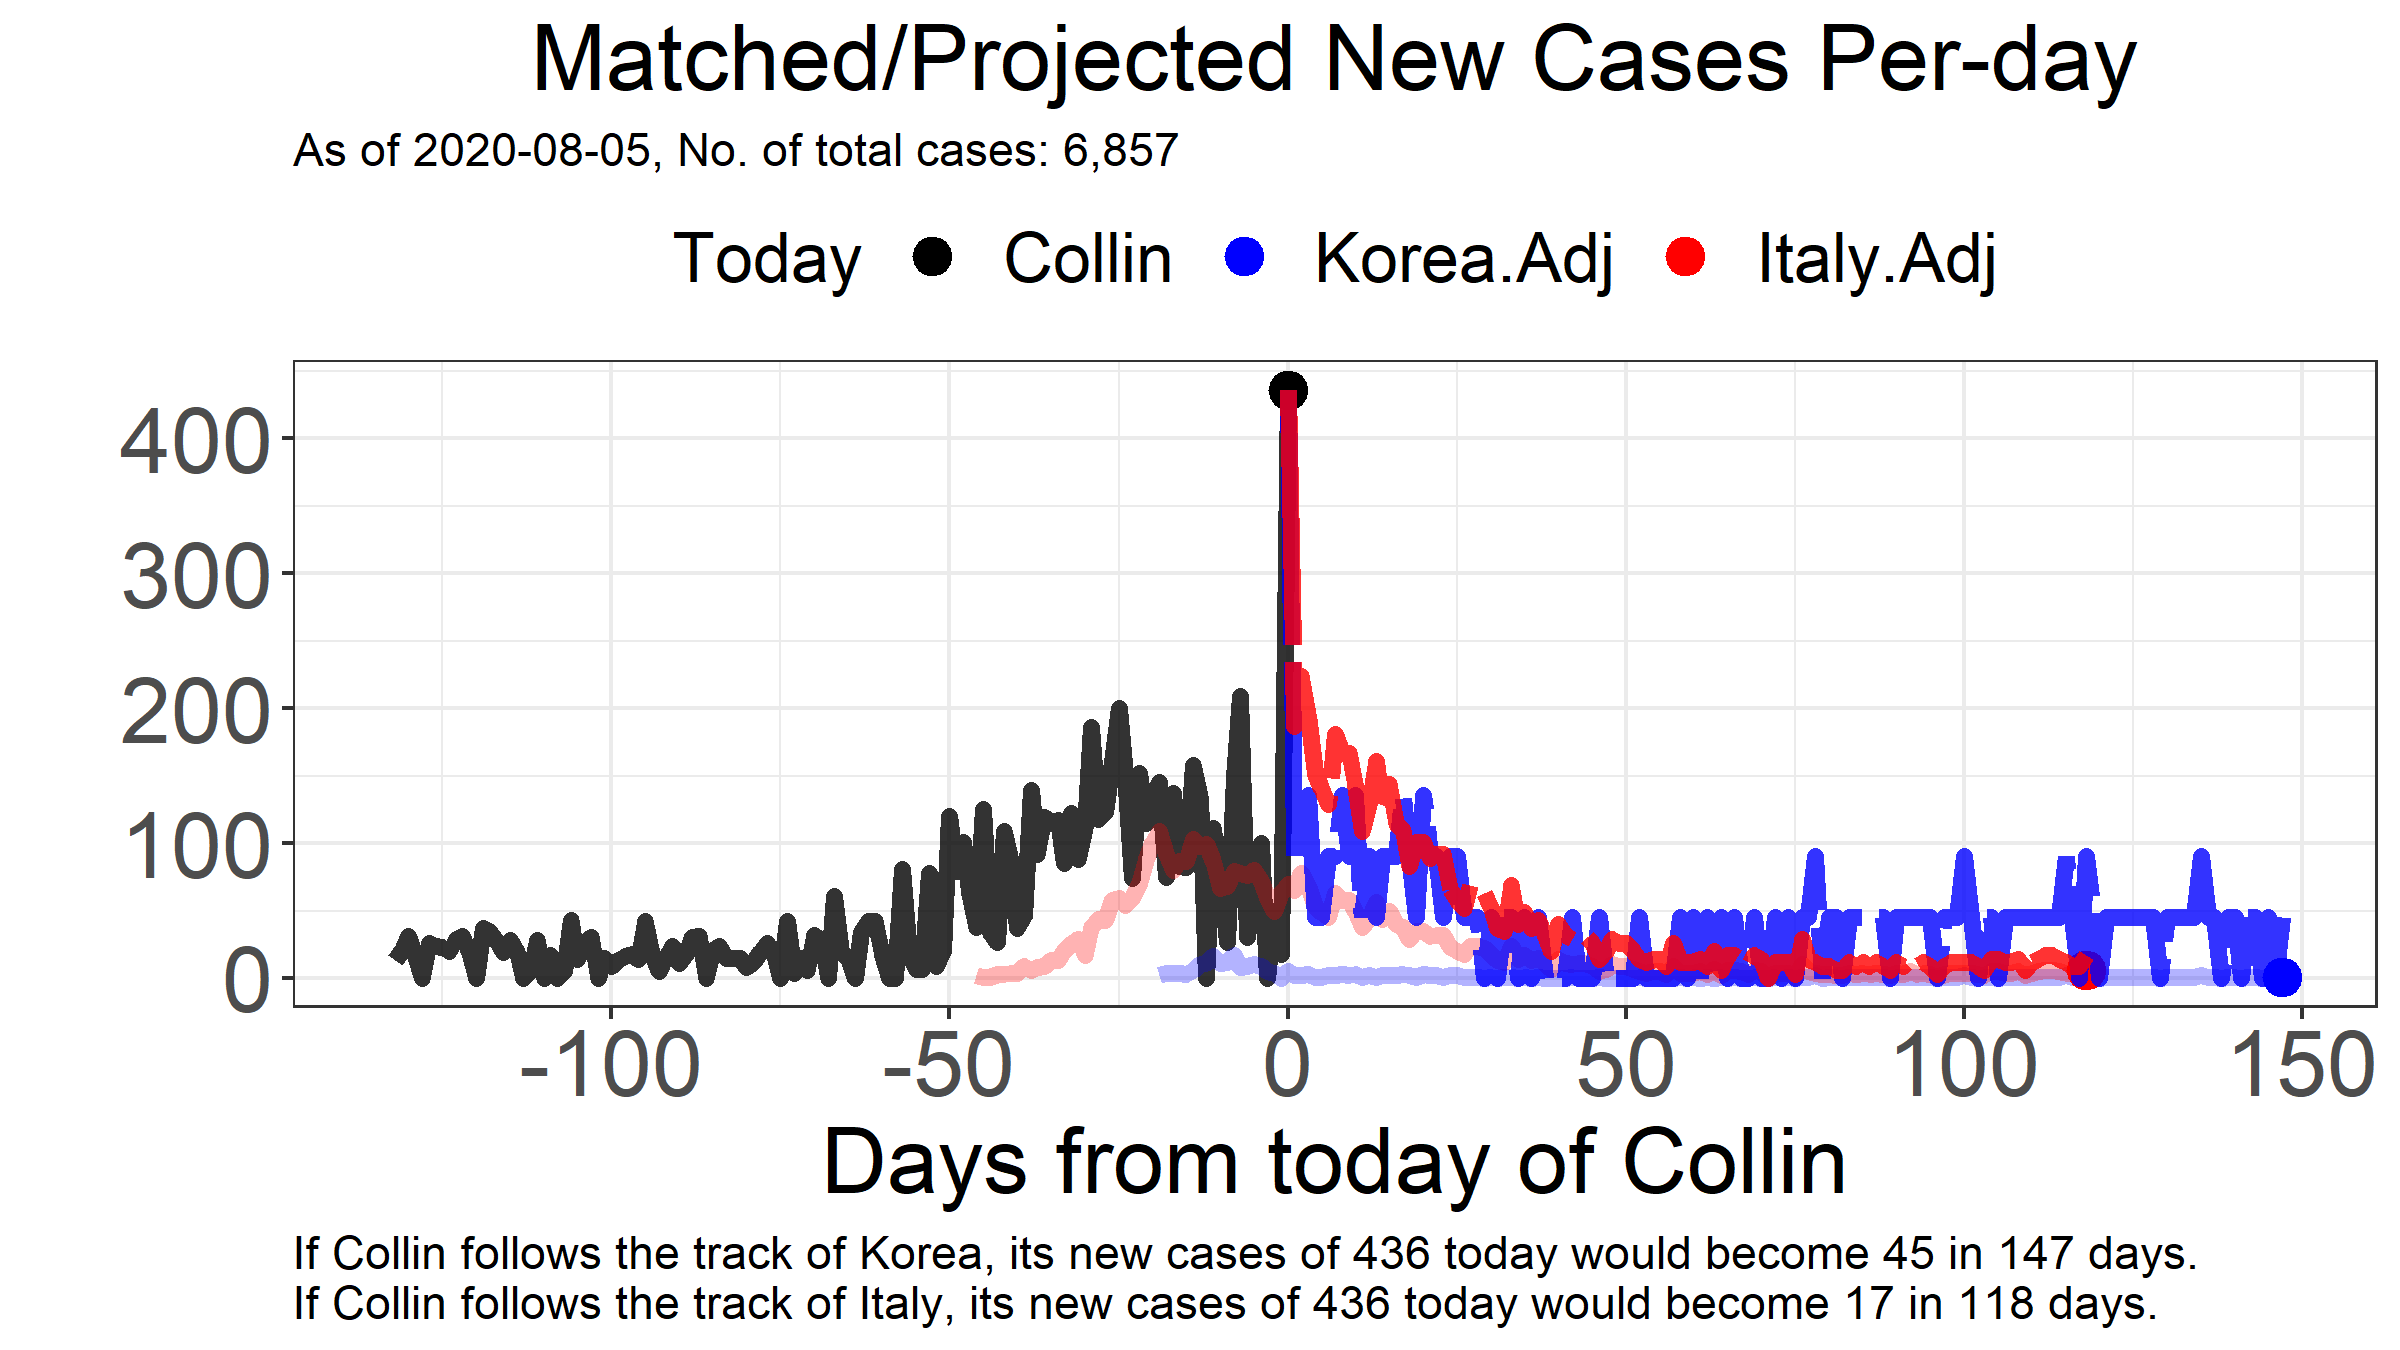 Matched/Projected New Cases Per-day
As of 2020-08-05, No. of total cases: 6,857
Today Collin Korea.Adj Italy.Adj
400
300
200
100
0
-100 -50 0 50 100 150
Days from today of Collin
If Collin follows the track of Korea, its new cases of 436 today would become 45 in 147 days.
If Collin follows the track of Italy, its new cases of 436 today would become 17 in 118 days.